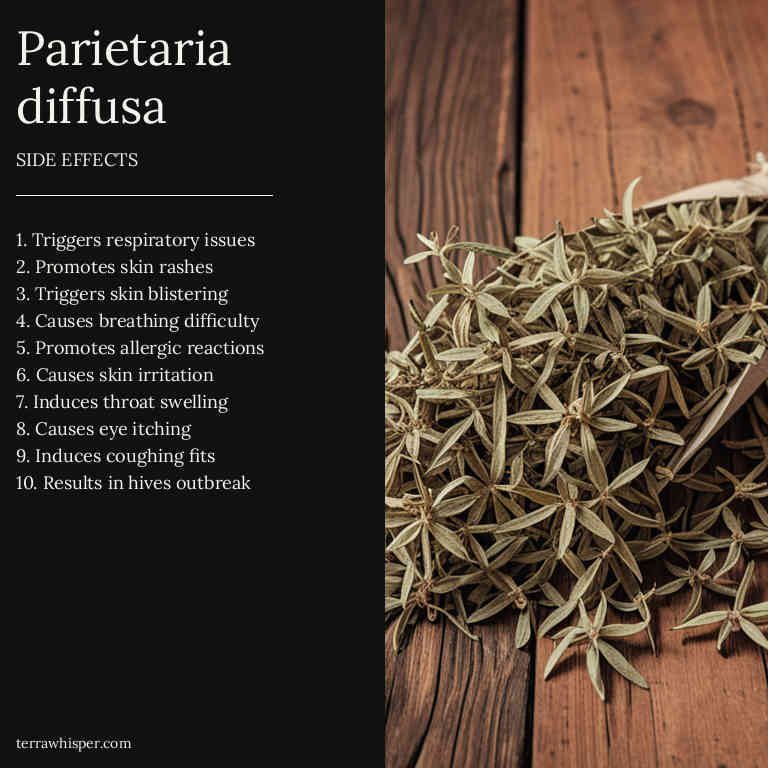 Parietaria
diffusa
SIDE EFFECTS
1. Triggers respiratory issues
2. Promotes skin rashes
3. Triggers skin blistering
4. Causes breathing difficulty
5. Promotes allergic reactions
6. Causes skin irritation
7. Induces throat swelling
8. Causes eye itching
9. Induces coughing fits
10. Results in hives outbreak
terrawhisper.com